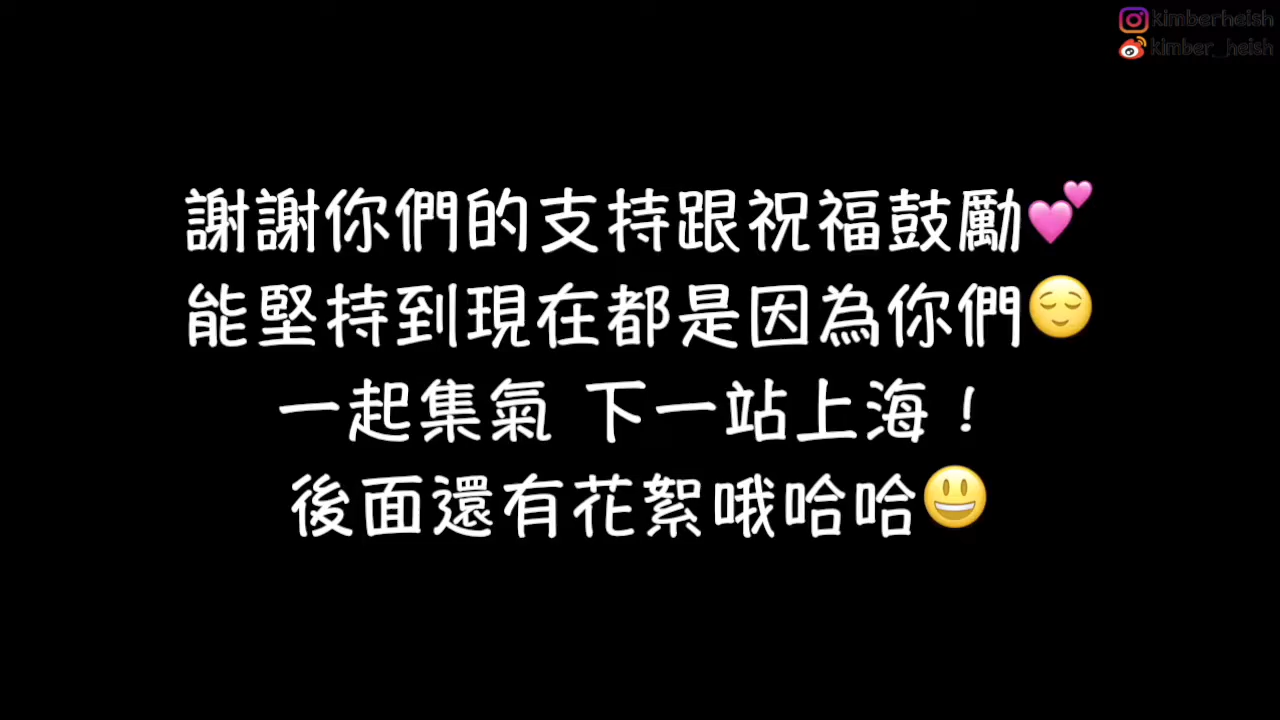 kimberheish
kimber__heish
謝謝你們的支持跟祝福鼓勵💕
能堅持到現在都是因為你們😌
一起集氣 下一站上海！
後面還有花絮哦哈哈😃